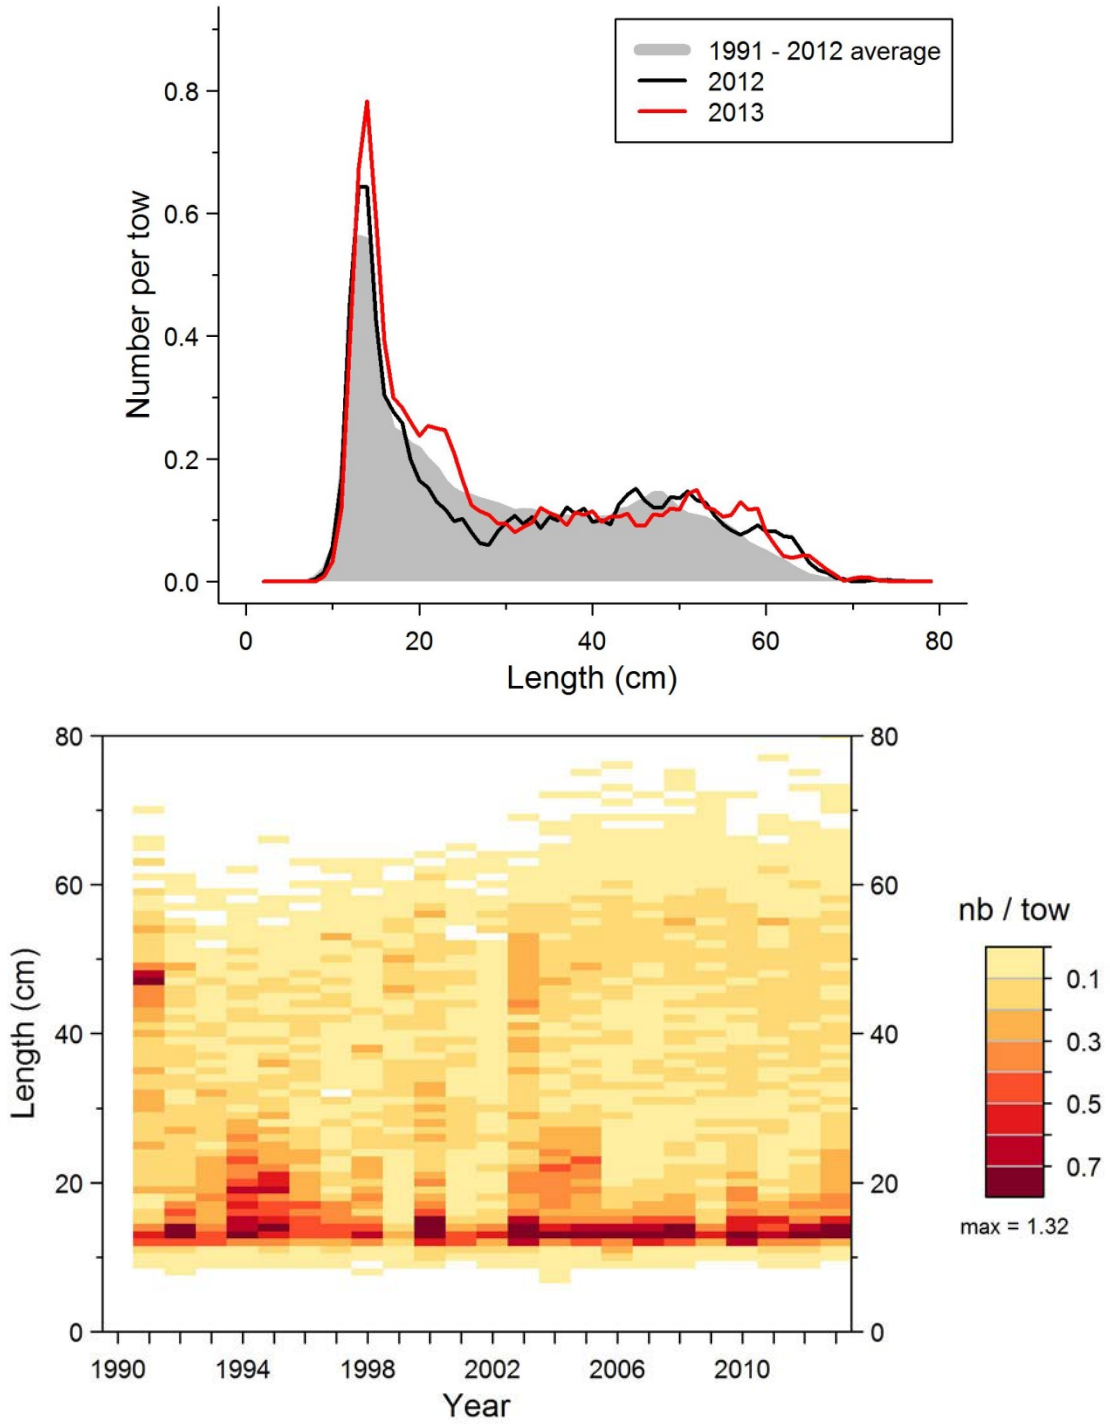 1991 - 2012 average
2012
2013
Number per tow
0.8
0.6
0.4
0.2
0.0
0 20 40 60 80
Length (cm)
80 80
60 60
40 40
20 20
0 0
Length (cm)
1990 1994 1998 2002 2006 2010
Year
nb / tow
0.1
0.3
0.5
0.7
max = 1.32